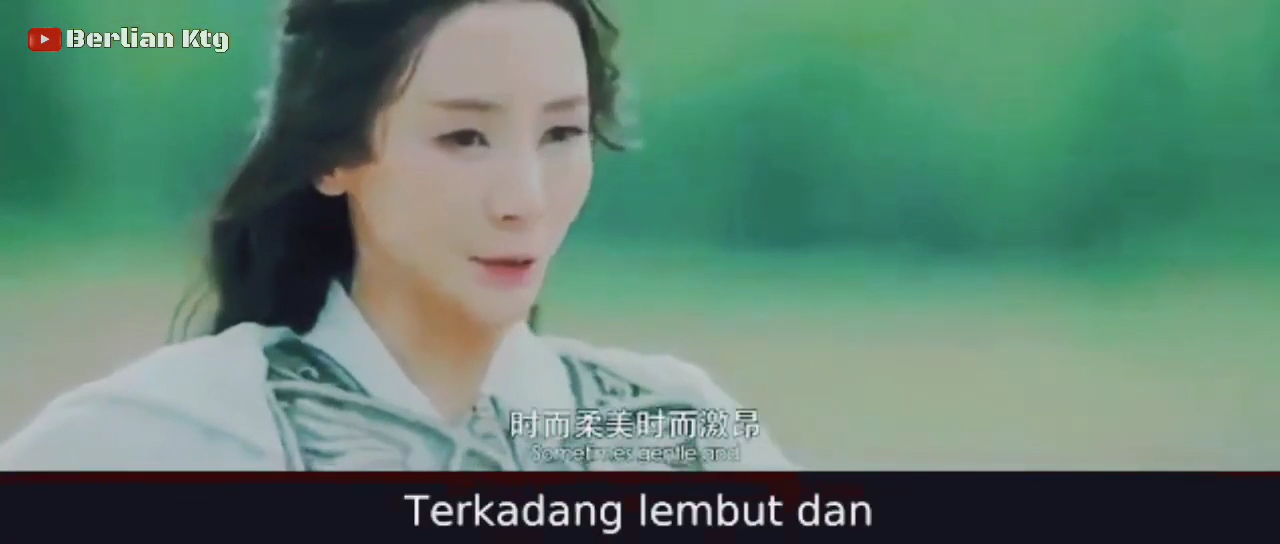 Berlian Ktg
时而柔美时而激昂
Sometimes gentle and
Terkadang lembut dan